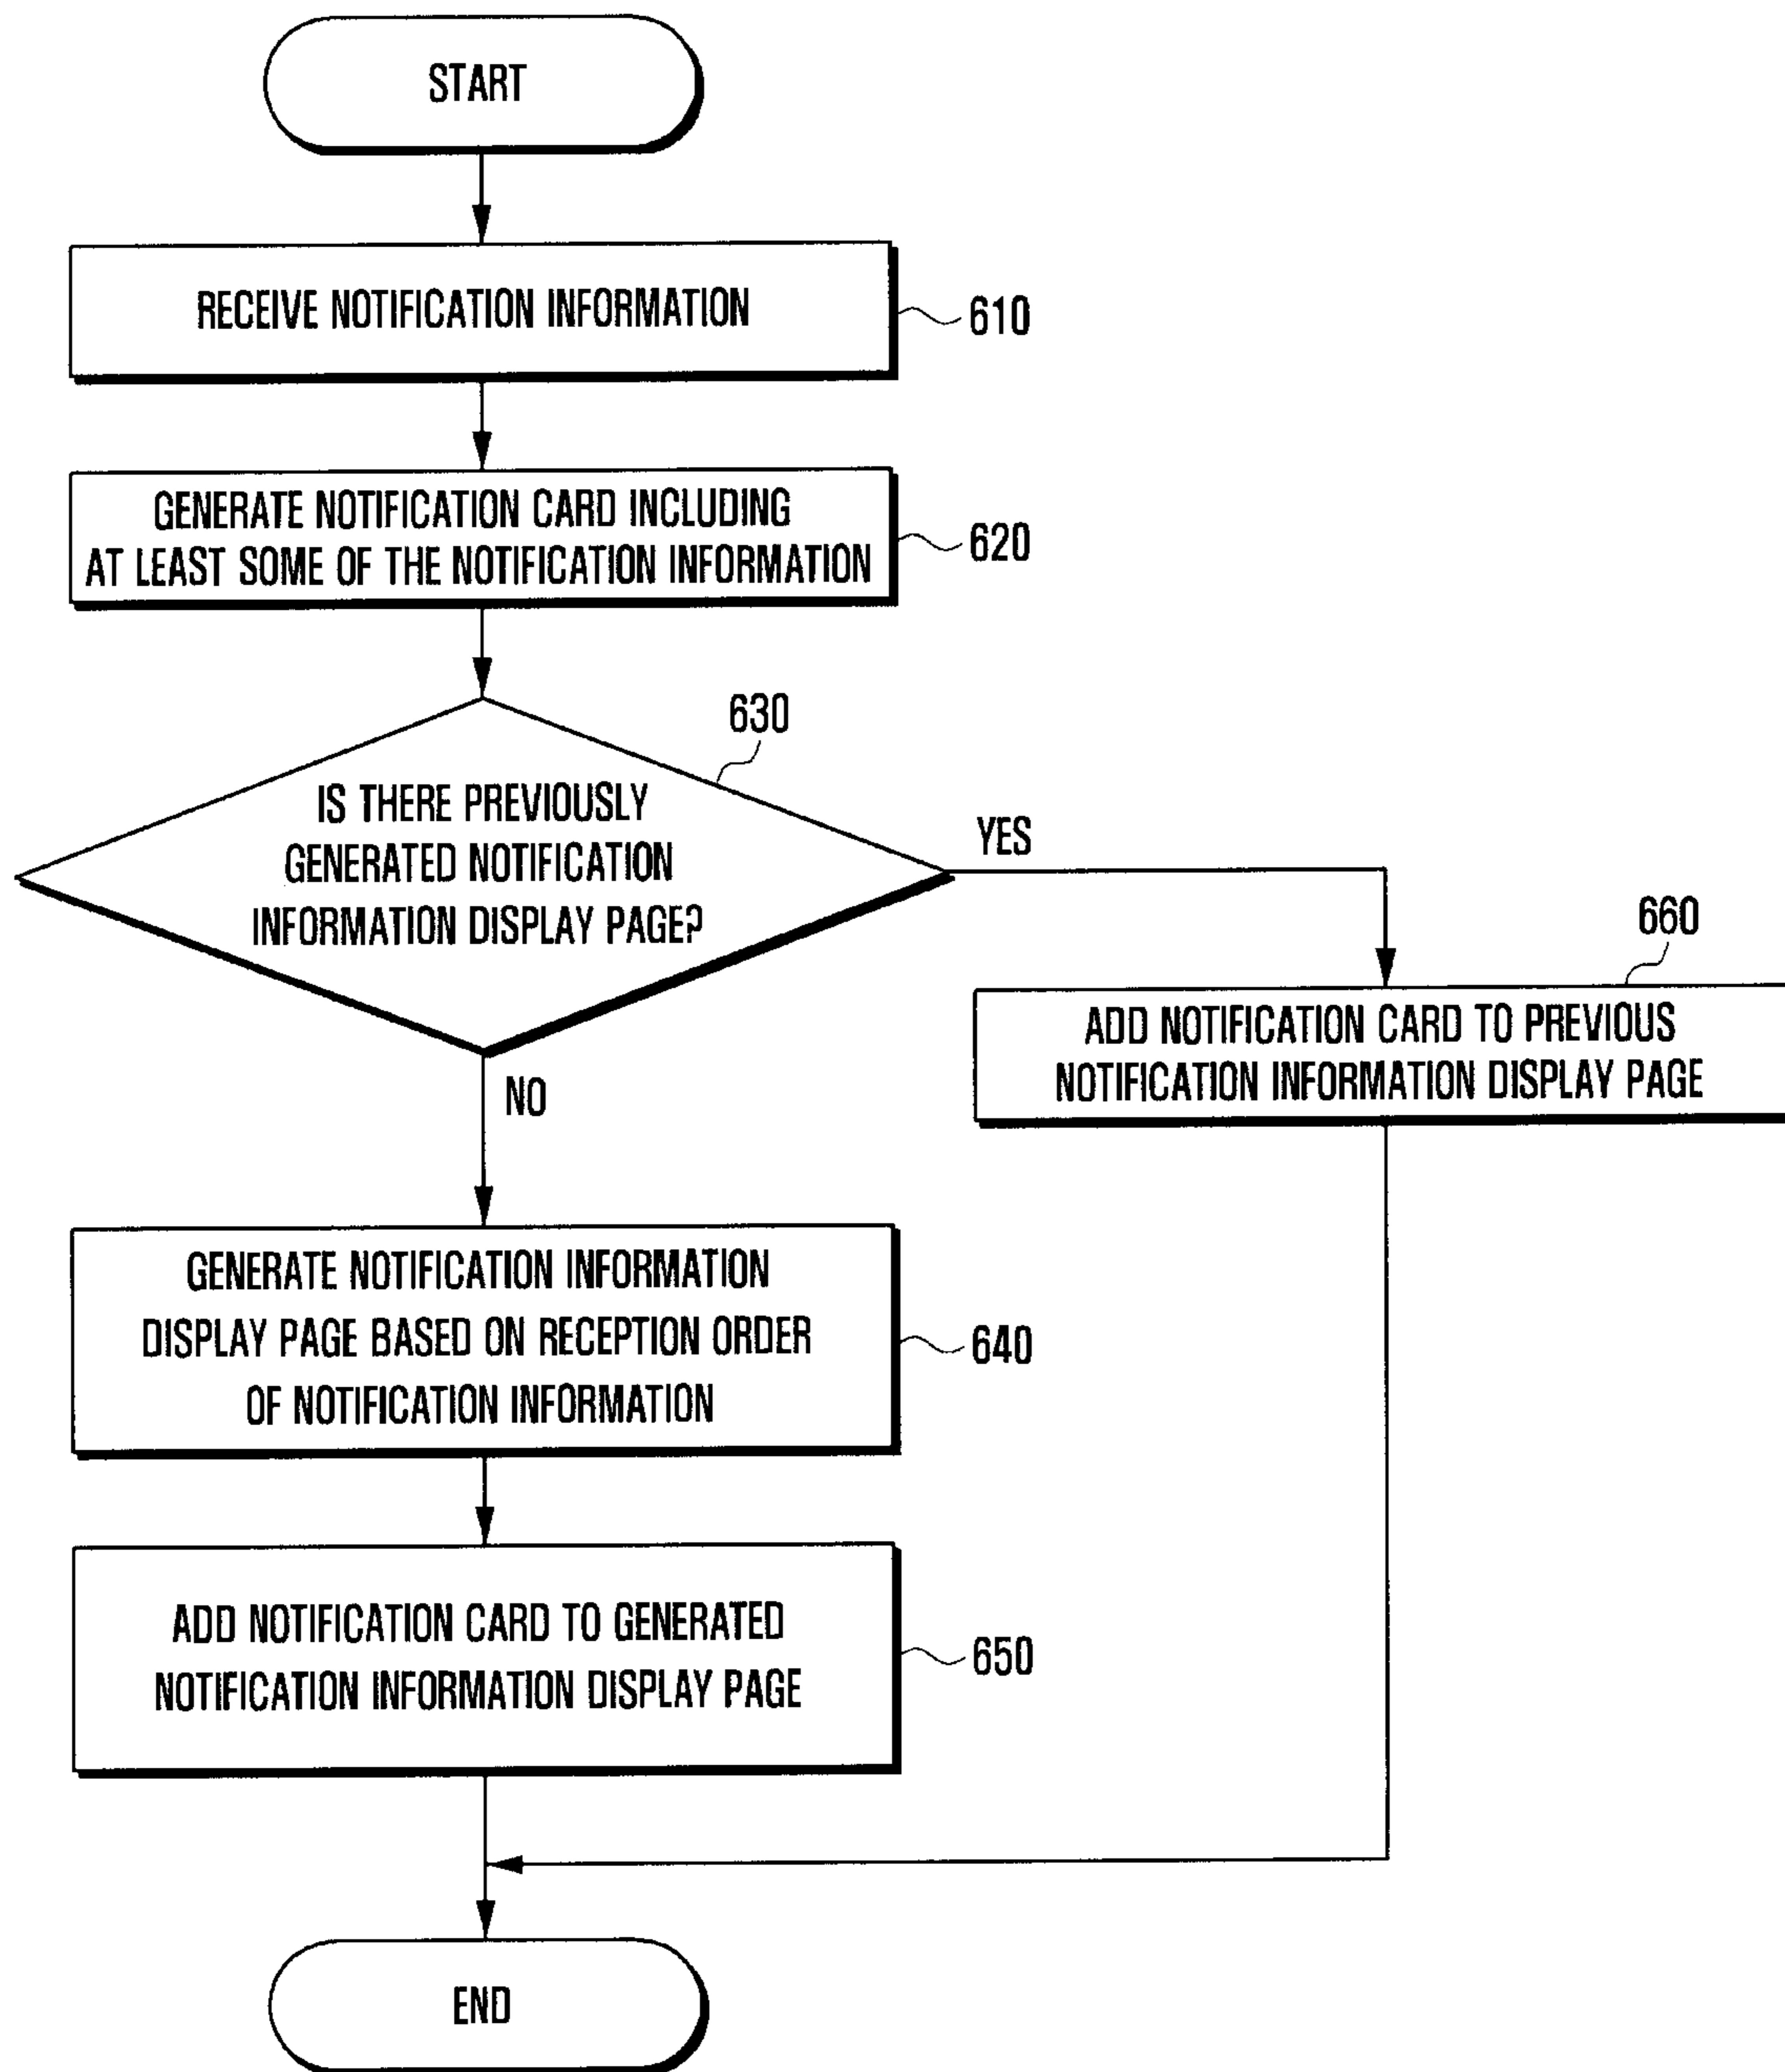 START
RECEIVE NOTIFICATION INFORMATION
610
GENERATE NOTIFICATION CARD INCLUDING
AT LEAST SOME OF THE NOTIFICATION INFORMATION
620
630
IS THERE PREVIOUSLY
GENERATED NOTIFICATION
INFORMATION DISPLAY PAGE?
YES
660
ADD NOTIFICATION CARD TO PREVIOUS
NOTIFICATION INFORMATION DISPLAY PAGE
NO
GENERATE NOTIFICATION INFORMATION
DISPLAY PAGE BASED ON RECEPTION ORDER
OF NOTIFICATION INFORMATION
640
ADD NOTIFICATION CARD TO GENERATED
NOTIFICATION INFORMATION DISPLAY PAGE
650
END